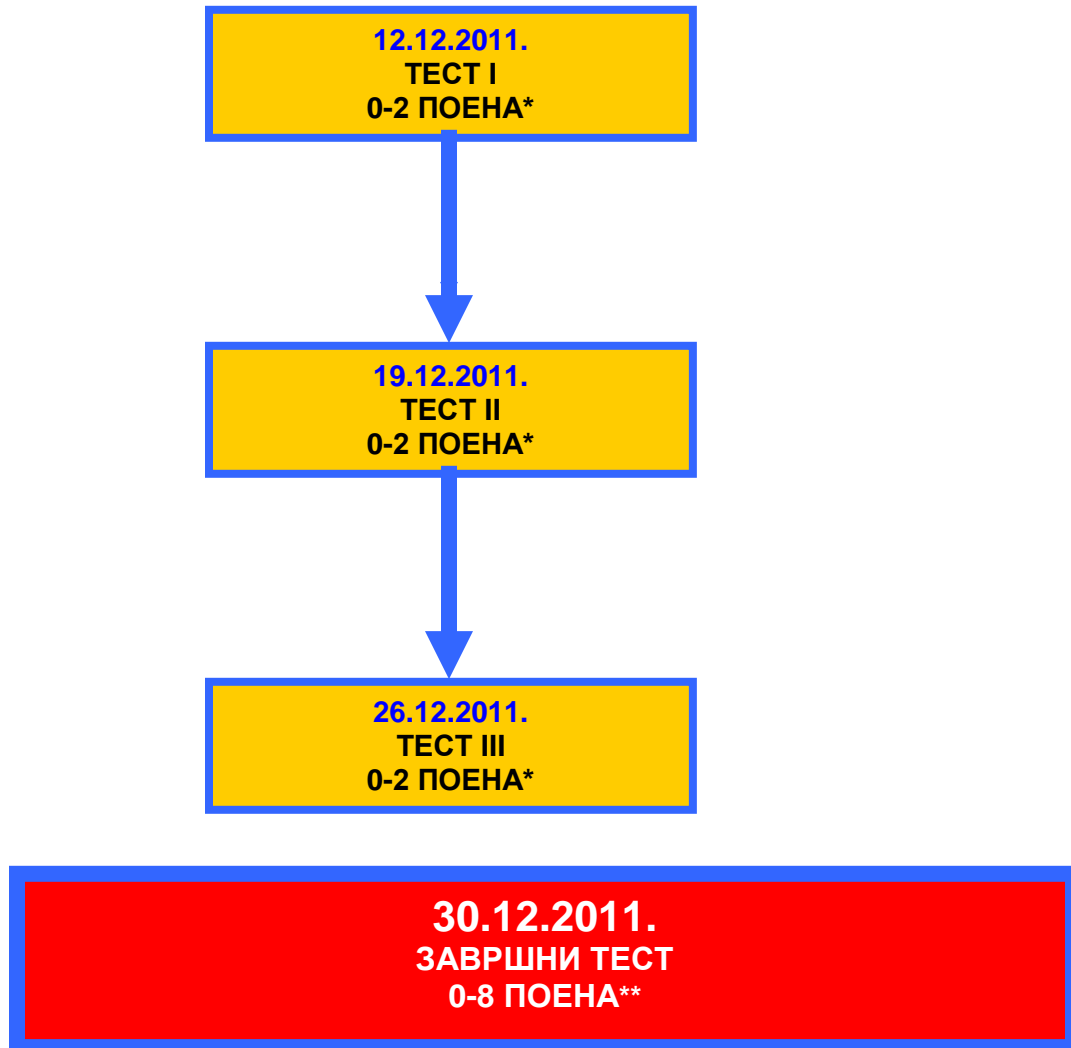 12.12.2011.
ТЕСТ I
0-2 ПОЕНА*
19.12.2011.
ТЕСТ II
0-2 ПОЕНА*
26.12.2011.
ТЕСТ III
0-2 ПОЕНА*
30.12.2011.
ЗАВРШНИ ТЕСТ
0-8 ПОЕНА**